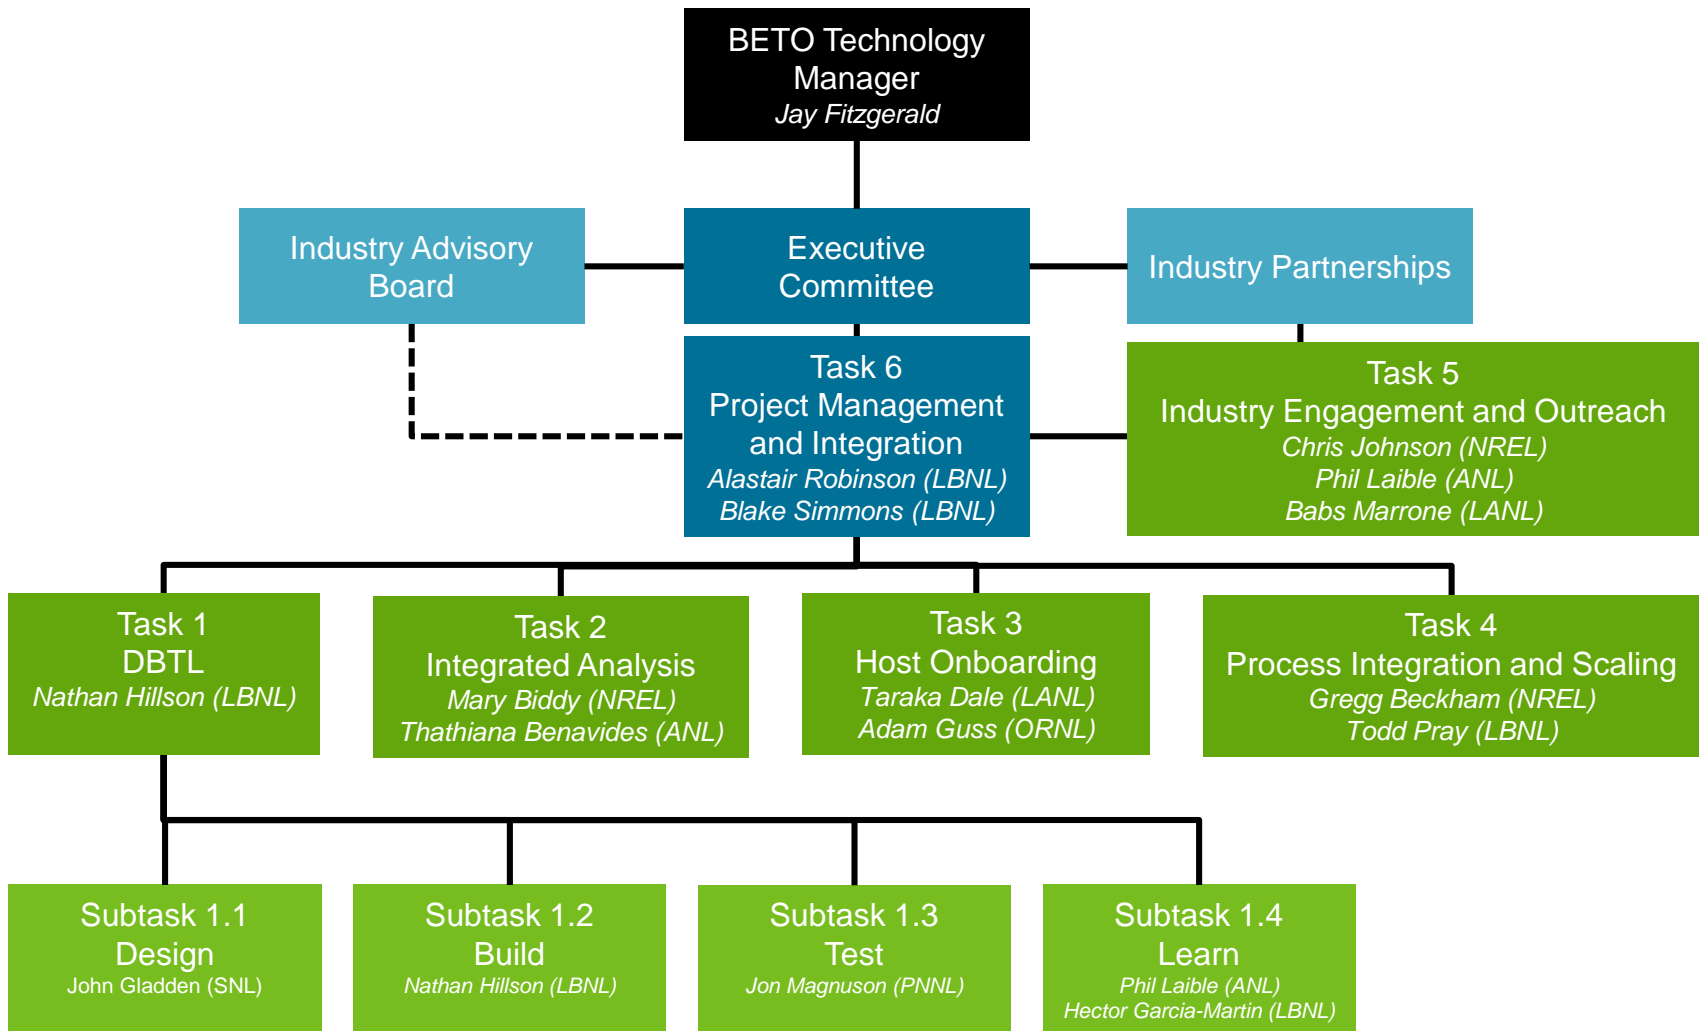 BETO Technology
Manager
Jay Fitzgerald
Industry Advisory
Board
Executive
Committee
Industry Partnerships
Task 6
Project Management
and Integration
Alastair Robinson (LBNL)
Blake Simmons (LBNL)
Task 5
Industry Engagement and Outreach
Chris Johnson (NREL)
Phil Laible (ANL)
Babs Marrone (LANL)
Task 1
DBTL
Nathan Hillson (LBNL)
Task 2
Integrated Analysis
Mary Biddy (NREL)
Thathiana Benavides (ANL)
Task 3
Host Onboarding
Taraka Dale (LANL)
Adam Guss (ORNL)
Task 4
Process Integration and Scaling
Gregg Beckham (NREL)
Todd Pray (LBNL)
Subtask 1.1
Design
John Gladden (SNL)
Subtask 1.2
Build
Nathan Hillson (LBNL)
Subtask 1.3
Test
Jon Magnuson (PNNL)
Subtask 1.4
Learn
Phil Laible (ANL)
Hector Garcia-Martin (LBNL)